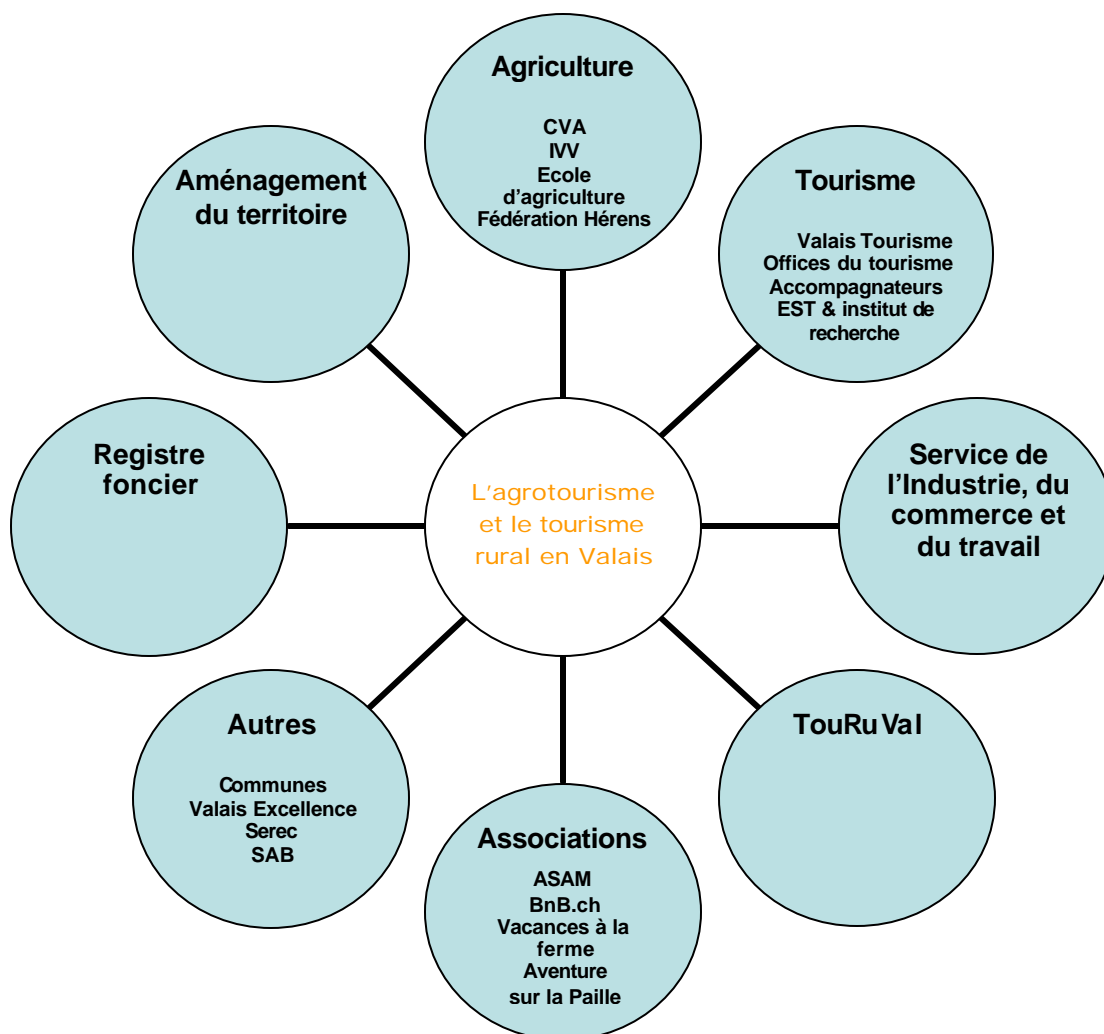 Agriculture
CVA
IVV
Ecole
d'agriculture
Fédération Hérens
Tourisme
Valais Tourisme
Offices du tourisme
Accompagnateurs
EST & institut de
recherche
Service de
l'Industrie, du
commerce et
du travail
TouRuVal
Associations
ASAM
BnB.ch
Vacances à la
ferme
Aventure
sur la Paille
Autres
Communes
Valais Excellence
Serec
SAB
Registre
foncier
Aménagement
du territoire
L'agrotourisme
et le tourisme
rural en Valais